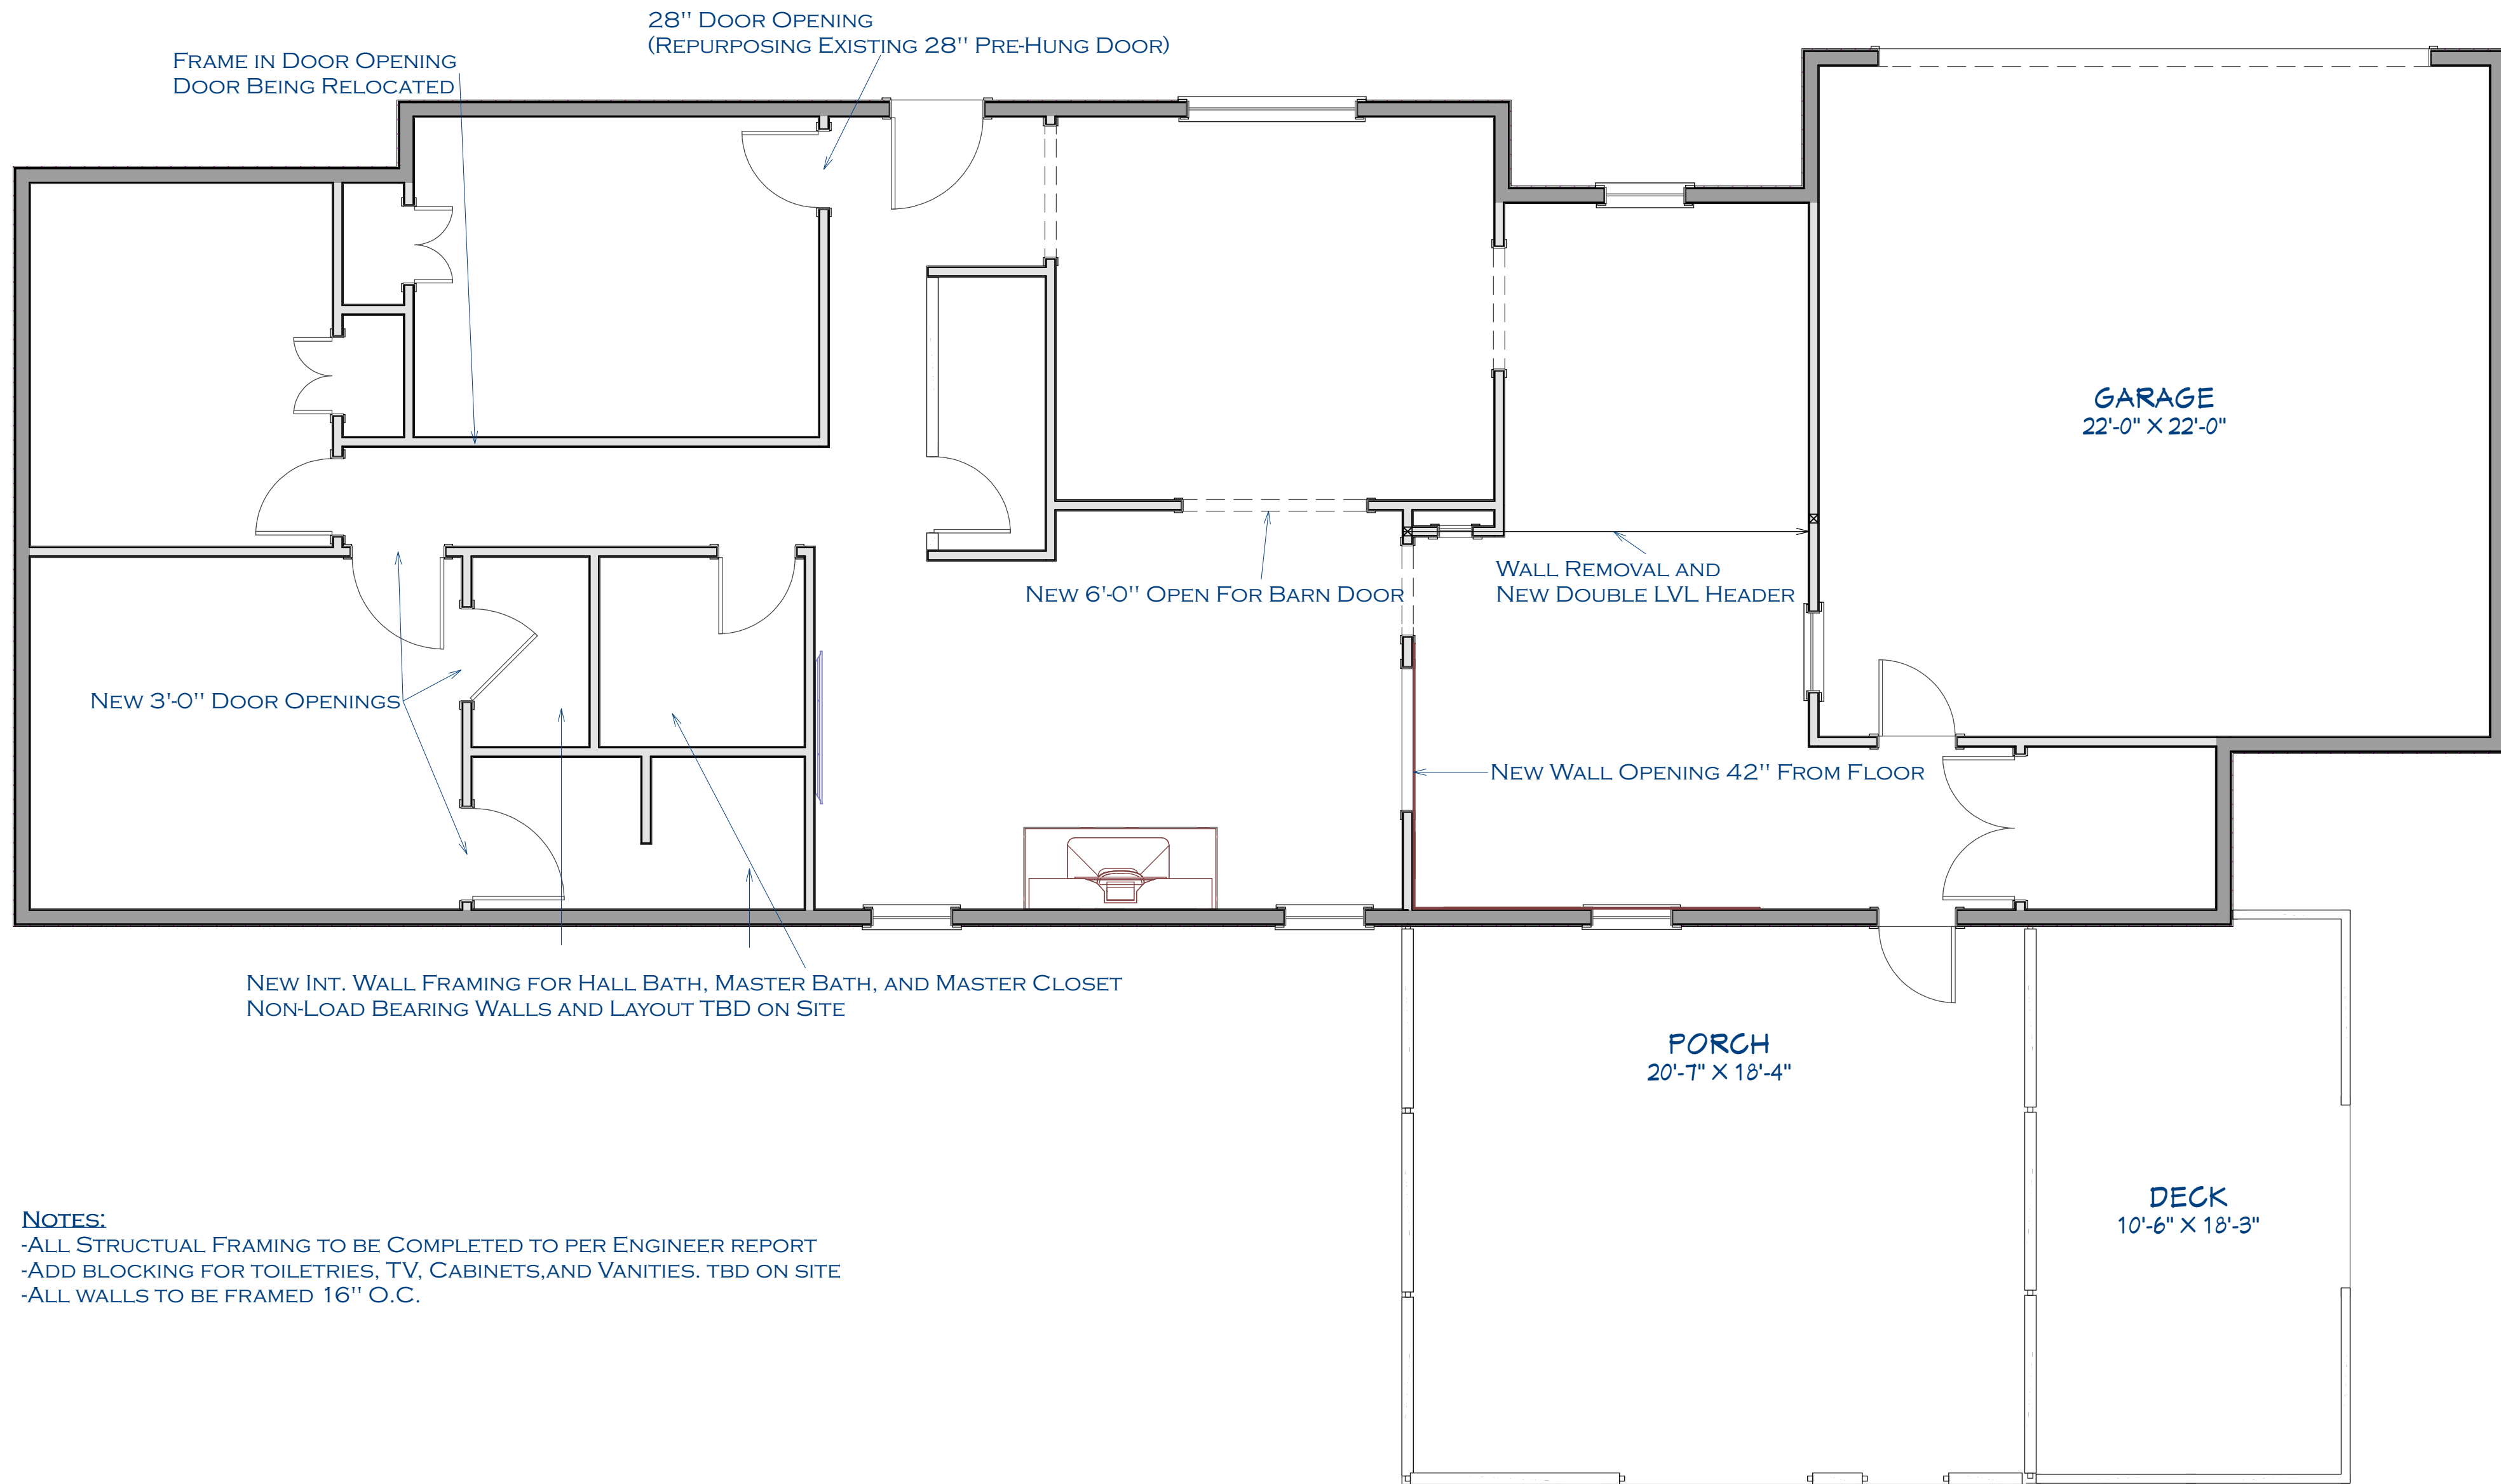 28" Door Opening
(Repurposing Existing 28" Pre-Hung Door)
Frame in Door Opening
Door Being Relocated
GARAGE
22'-0" X 22'-0"
Wall Removal and
New Double LVL Header
New 6'-0" Open For Barn Door
New 3'-0" Door Openings
New Wall Opening 42" From Floor
New Int. Wall Framing for Hall Bath, Master Bath, and Master Closet
Non-Load Bearing Walls and Layout TBD on Site
PORCH
20'-7" X 18'-4"
DECK
10'-6" X 18'-3"
Notes:
-All Structual Framing to be Completed to per Engineer report
-Add blocking for toiletries, TV, Cabinets,and Vanities. tbd on site
-All walls to be framed 16" O.C.